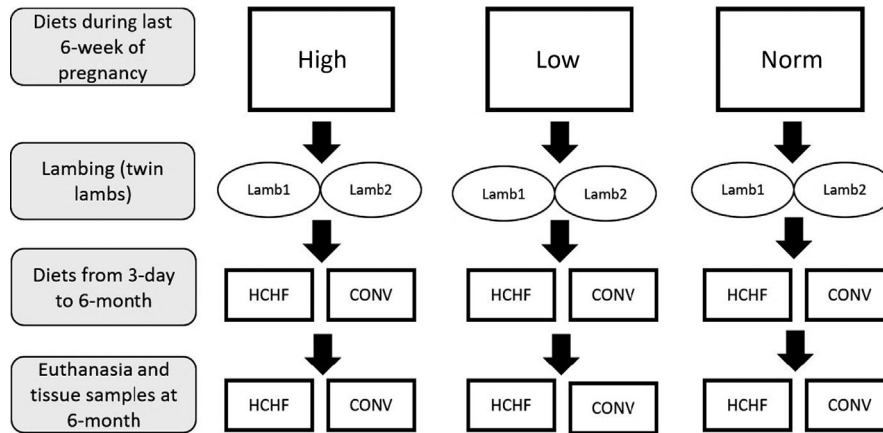 Diets during last
6-week of
pregnancy
High
Low
Norm
Lambing (twin
lambs)
Lamb1
Lamb2
Lamb1
Lamb2
Lamb1
Lamb2
Diets from 3-day
to 6-month
HCHF
CONV
HCHF
CONV
HCHF
CONV
Euthanasia and
tissue samples at
6-month
HCHF
CONV
HCHF
CONV
HCHF
CONV